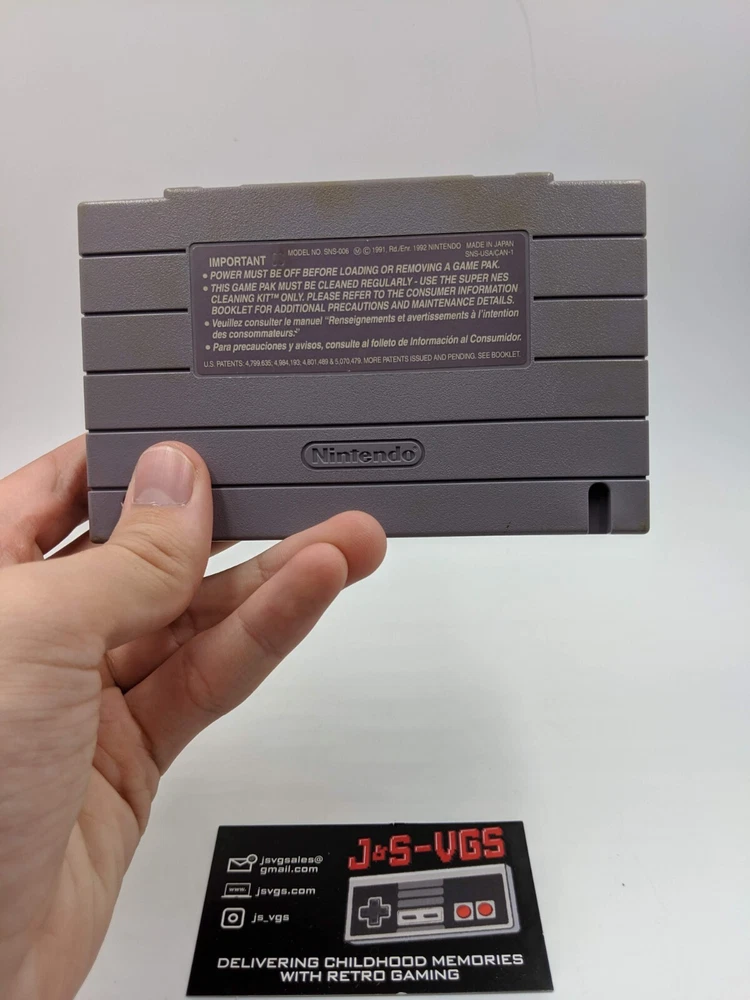 IMPORTANT MODEL NO. SNS-006 Ⓜ © 1991, Rd./Enr. 1992 NINTENDO MADE IN JAPAN
SNS-USA/CAN-1
• POWER MUST BE OFF BEFORE LOADING OR REMOVING A GAME PAK.
• THIS GAME PAK MUST BE CLEANED REGULARLY - USE THE SUPER NES
CLEANING KIT™ ONLY. PLEASE REFER TO THE CONSUMER INFORMATION
BOOKLET FOR ADDITIONAL PRECAUTIONS AND MAINTENANCE DETAILS.
• Veuillez consulter le manuel "Renseignements et avertissements à l'intention
des consommateurs."
• Para precauciones y avisos, consulte al folleto de Información al Consumidor.
U.S. PATENTS: 4,799,635; 4,984,193; 4,801,489 & 5,070,479. MORE PATENTS ISSUED AND PENDING. SEE BOOKLET.
Nintendo
J&S-VGS
jsvgsales@
gmail.com
www.
jsvgs.com
js_vgs
DELIVERING CHILDHOOD MEMORIES
WITH RETRO GAMING